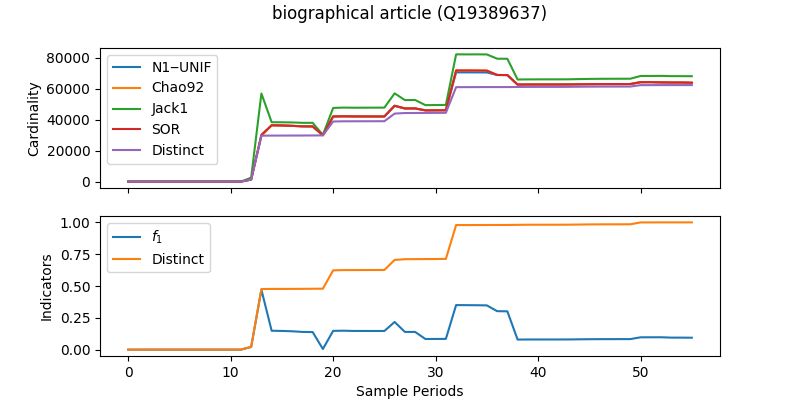 biographical article (Q19389637)
Cardinality
80000
60000
40000
20000
0
N1−UNIF
Chao92
Jack1
SOR
Distinct
Indicators
1.00
0.75
0.50
0.25
0.00
f1
Distinct
0 10 20 30 40 50
Sample Periods